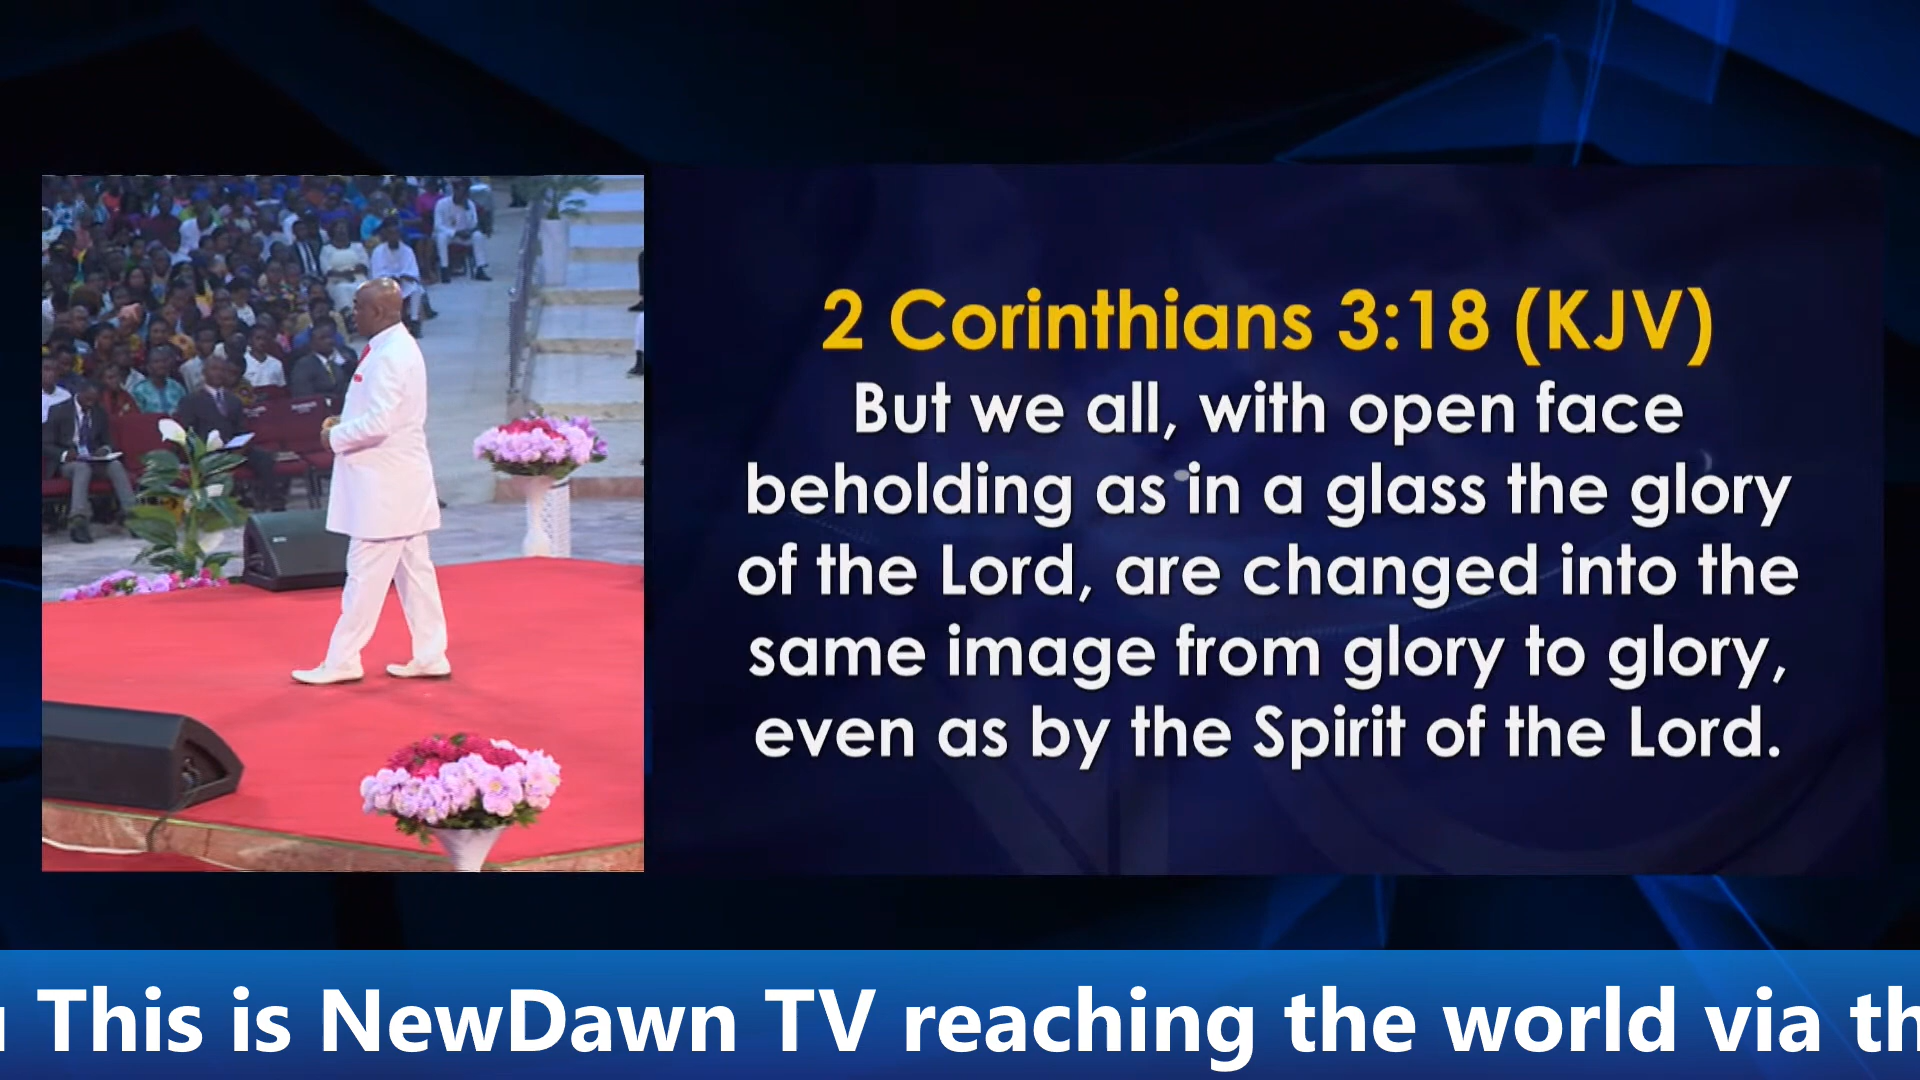 2 Corinthians 3:18 (KJV)
But we all, with open face
beholding as in a glass the glory
of the Lord, are changed into the
same image from glory to glory,
even as by the Spirit of the Lord.
This is NewDawn TV reaching the world via